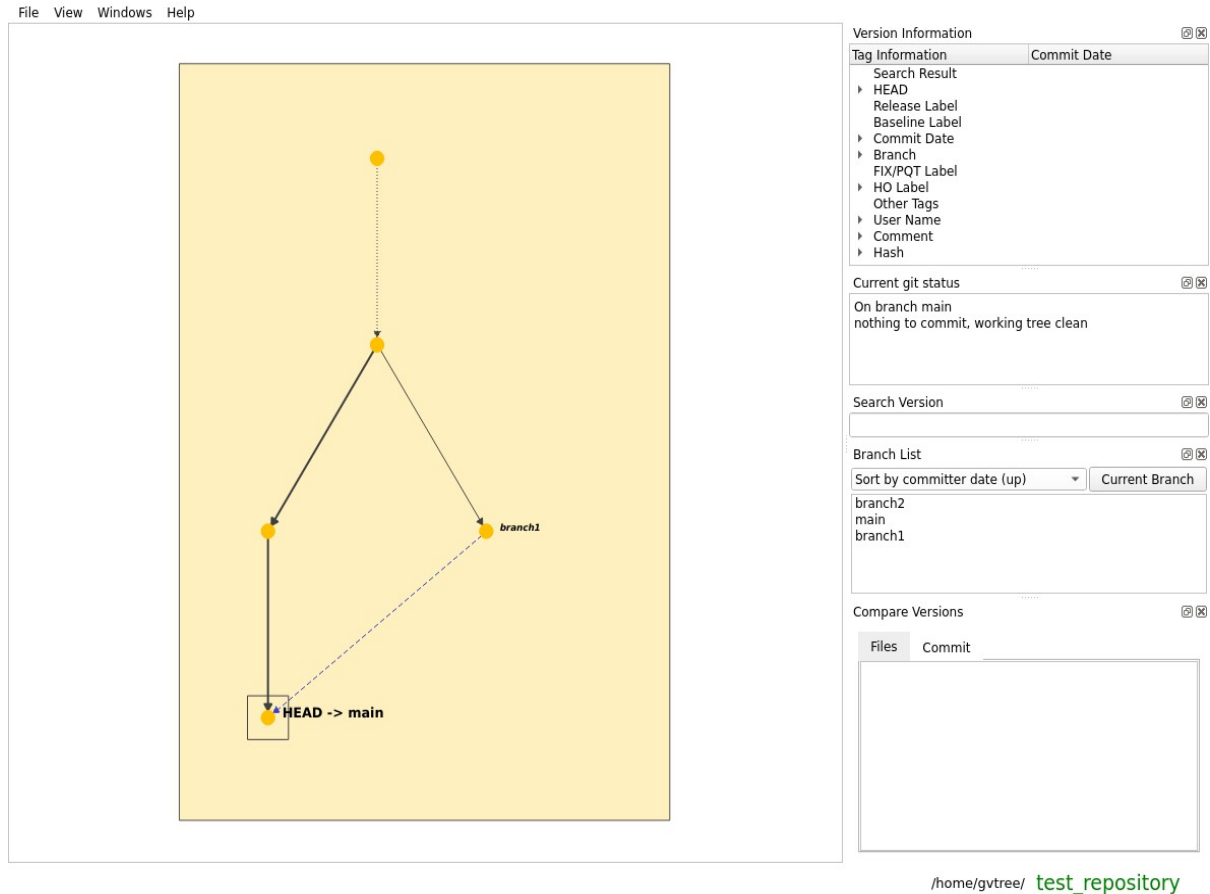 File View Windows Help
branch1
HEAD -> main
Version Information
Tag Information Commit Date
Search Result
HEAD
Release Label
Baseline Label
Commit Date
Branch
FIX/PQT Label
HO Label
Other Tags
User Name
Comment
Hash
Current git status
On branch main
nothing to commit, working tree clean
Search Version
Branch List
Sort by committer date (up) Current Branch
branch2
main
branch1
Compare Versions
Files Commit
/home/gvtree/ test_repository